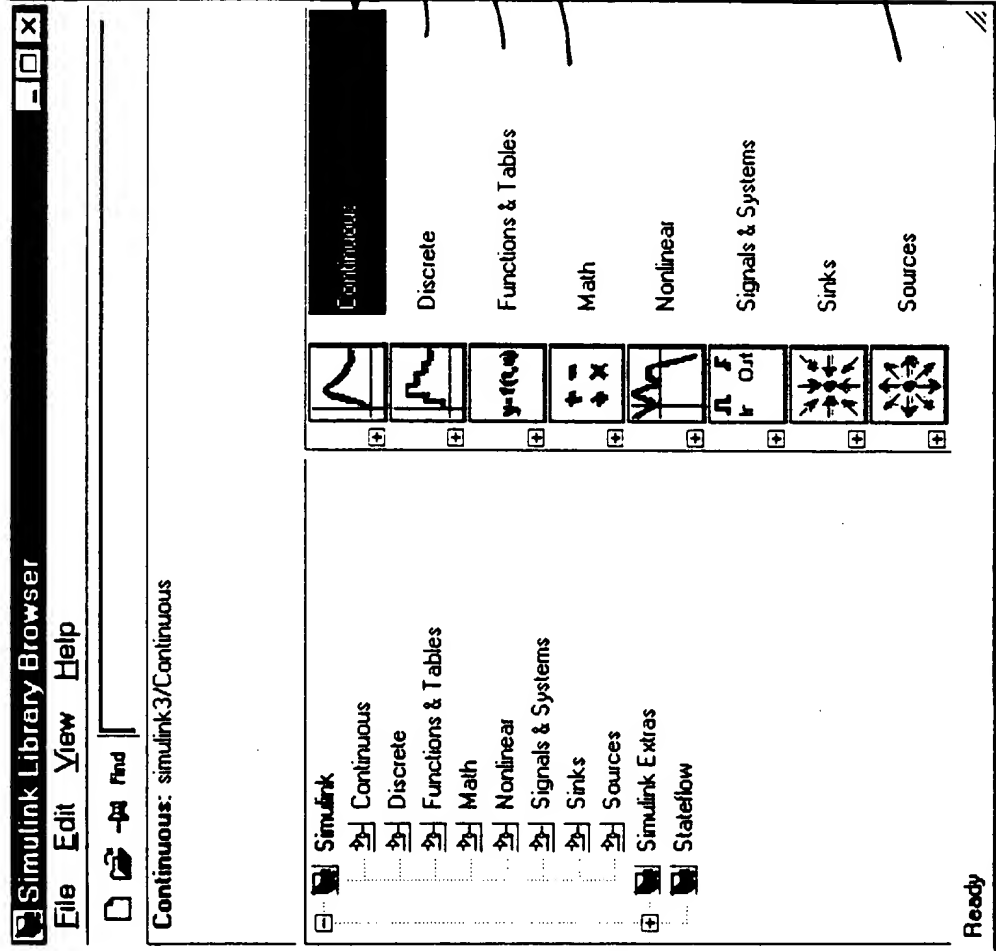 Simulink Library Browser
File Edit View Help
Find
Continuous: simulink3/Continuous
Simulink
Continuous
Discrete
Functions & Tables
Math
Nonlinear
Signals & Systems
Sinks
Sources
Simulink Extras
Stateflow
Continuous
Discrete
y=f(t,u) Functions & Tables
Math
Nonlinear
Out Signals & Systems
Sinks
Sources
Ready